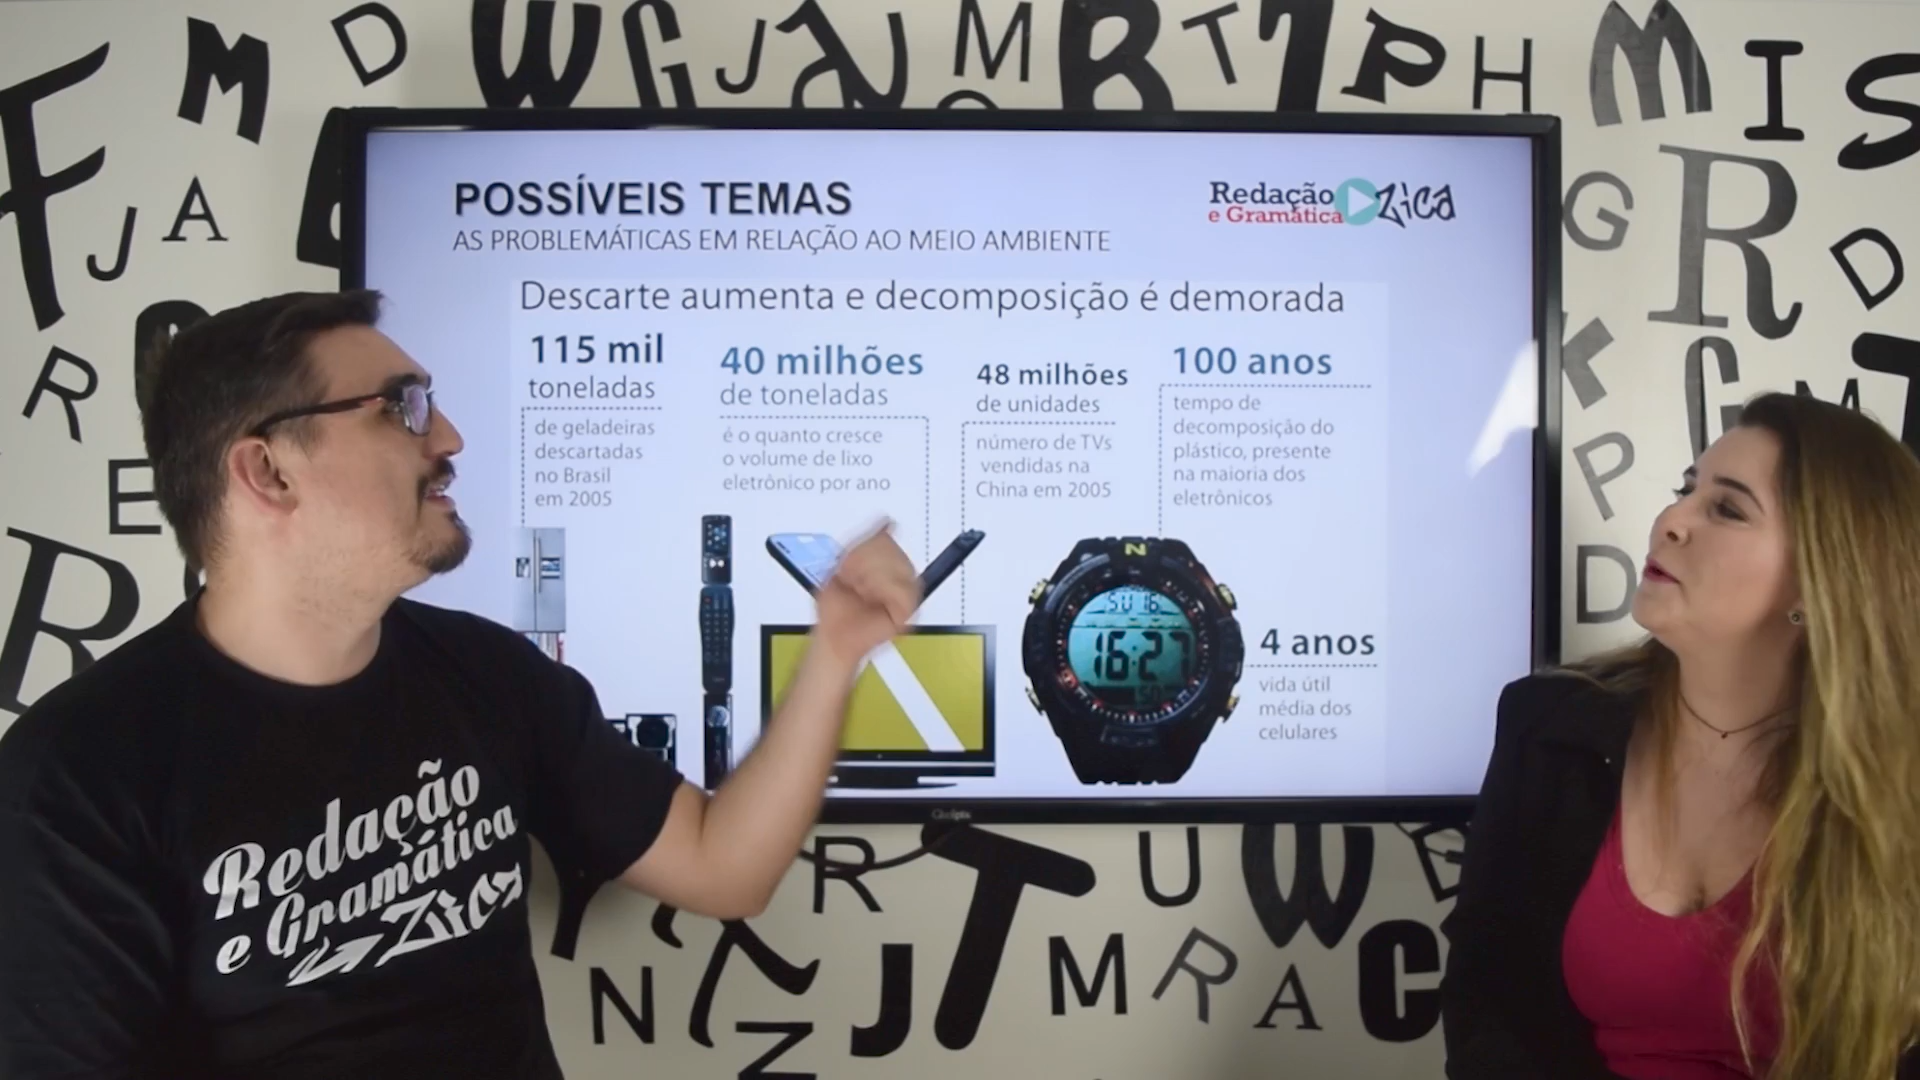 POSSÍVEIS TEMAS
AS PROBLEMÁTICAS EM RELAÇÃO AO MEIO AMBIENTE
Redação
e Gramática
Zica
Descarte aumenta e decomposição é demorada
115 mil
toneladas
de geladeiras
descartadas
no Brasil
em 2005
40 milhões
de toneladas
é o quanto cresce
o volume de lixo
eletrônico por ano
48 milhões
de unidades
número de TVs
vendidas na
China em 2005
100 anos
tempo de
decomposição do
plástico, presente
na maioria dos
eletrônicos
SU 16
16:27
50
4 anos
vida útil
média dos
celulares
Redação
e Gramática
Zica